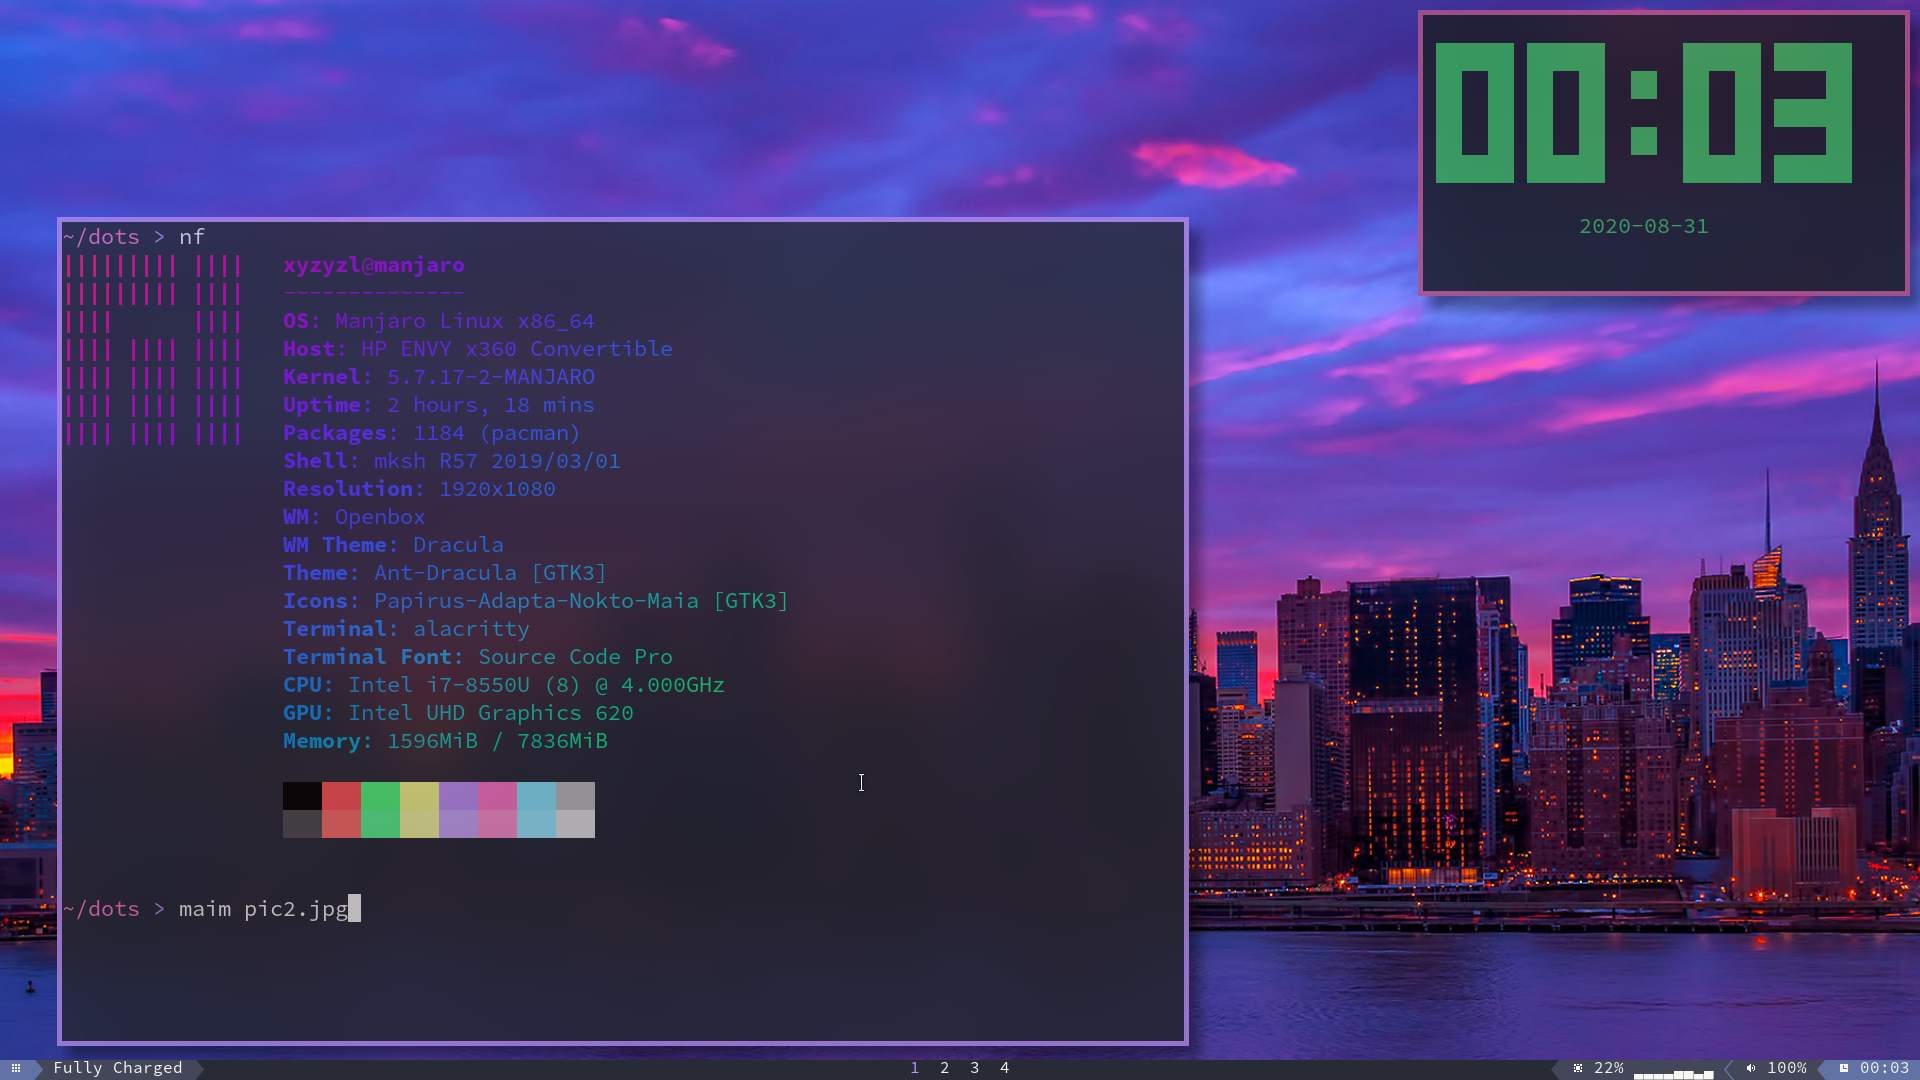 00:03
2020-08-31
~/dots > nf
xyzyzl@manjaro
--------------
OS: Manjaro Linux x86_64
Host: HP ENVY x360 Convertible
Kernel: 5.7.17-2-MANJARO
Uptime: 2 hours, 18 mins
Packages: 1184 (pacman)
Shell: mksh R57 2019/03/01
Resolution: 1920x1080
WM: Openbox
WM Theme: Dracula
Theme: Ant-Dracula [GTK3]
Icons: Papirus-Adapta-Nokto-Maia [GTK3]
Terminal: alacritty
Terminal Font: Source Code Pro
CPU: Intel i7-8550U (8) @ 4.000GHz
GPU: Intel UHD Graphics 620
Memory: 1596MiB / 7836MiB
~/dots > maim pic2.jpg
Fully Charged 1 2 3 4 22% 100% 00:03